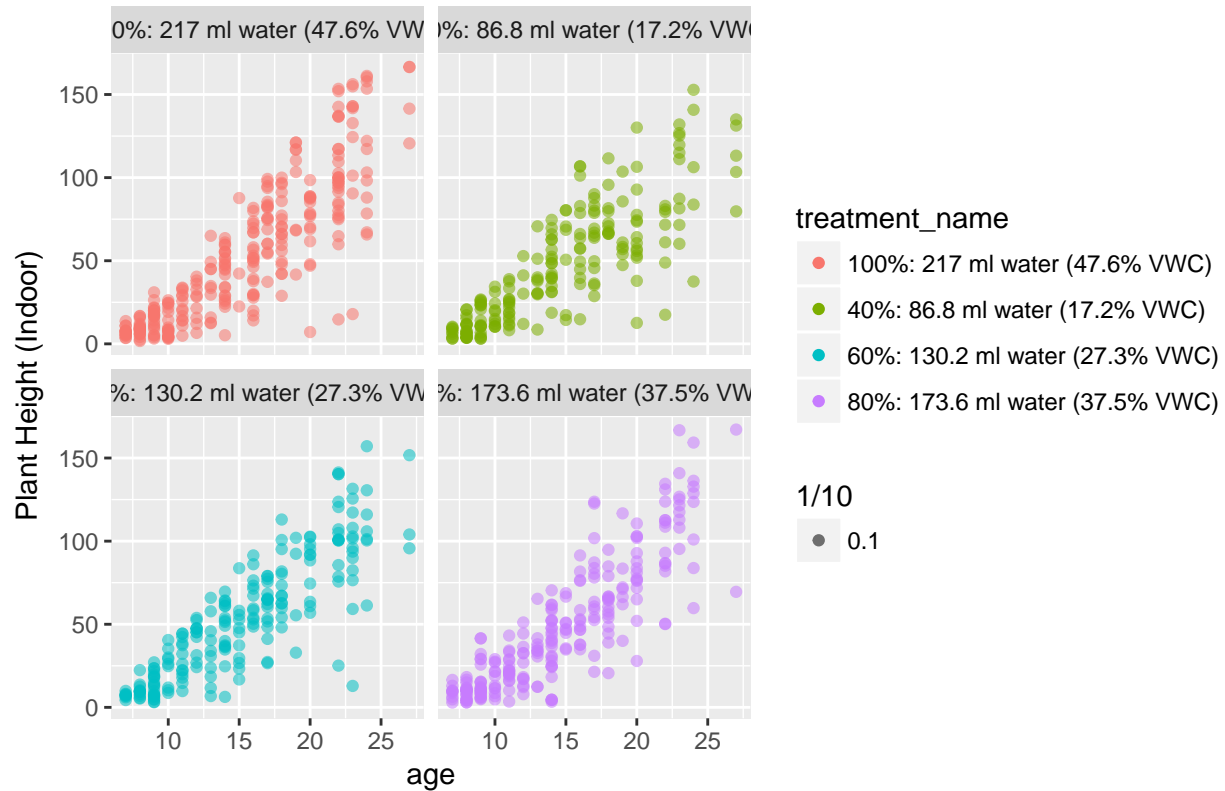 0%: 217 ml water (47.6% VW
0%: 86.8 ml water (17.2% VWC
150
100
50
0
%: 130.2 ml water (27.3% VW
%: 173.6 ml water (37.5% VW
150
100
50
0
10 15 20 25
10 15 20 25
age
Plant Height (Indoor)
treatment_name
100%: 217 ml water (47.6% VWC)
40%: 86.8 ml water (17.2% VWC)
60%: 130.2 ml water (27.3% VWC)
80%: 173.6 ml water (37.5% VWC)
1/10
0.1